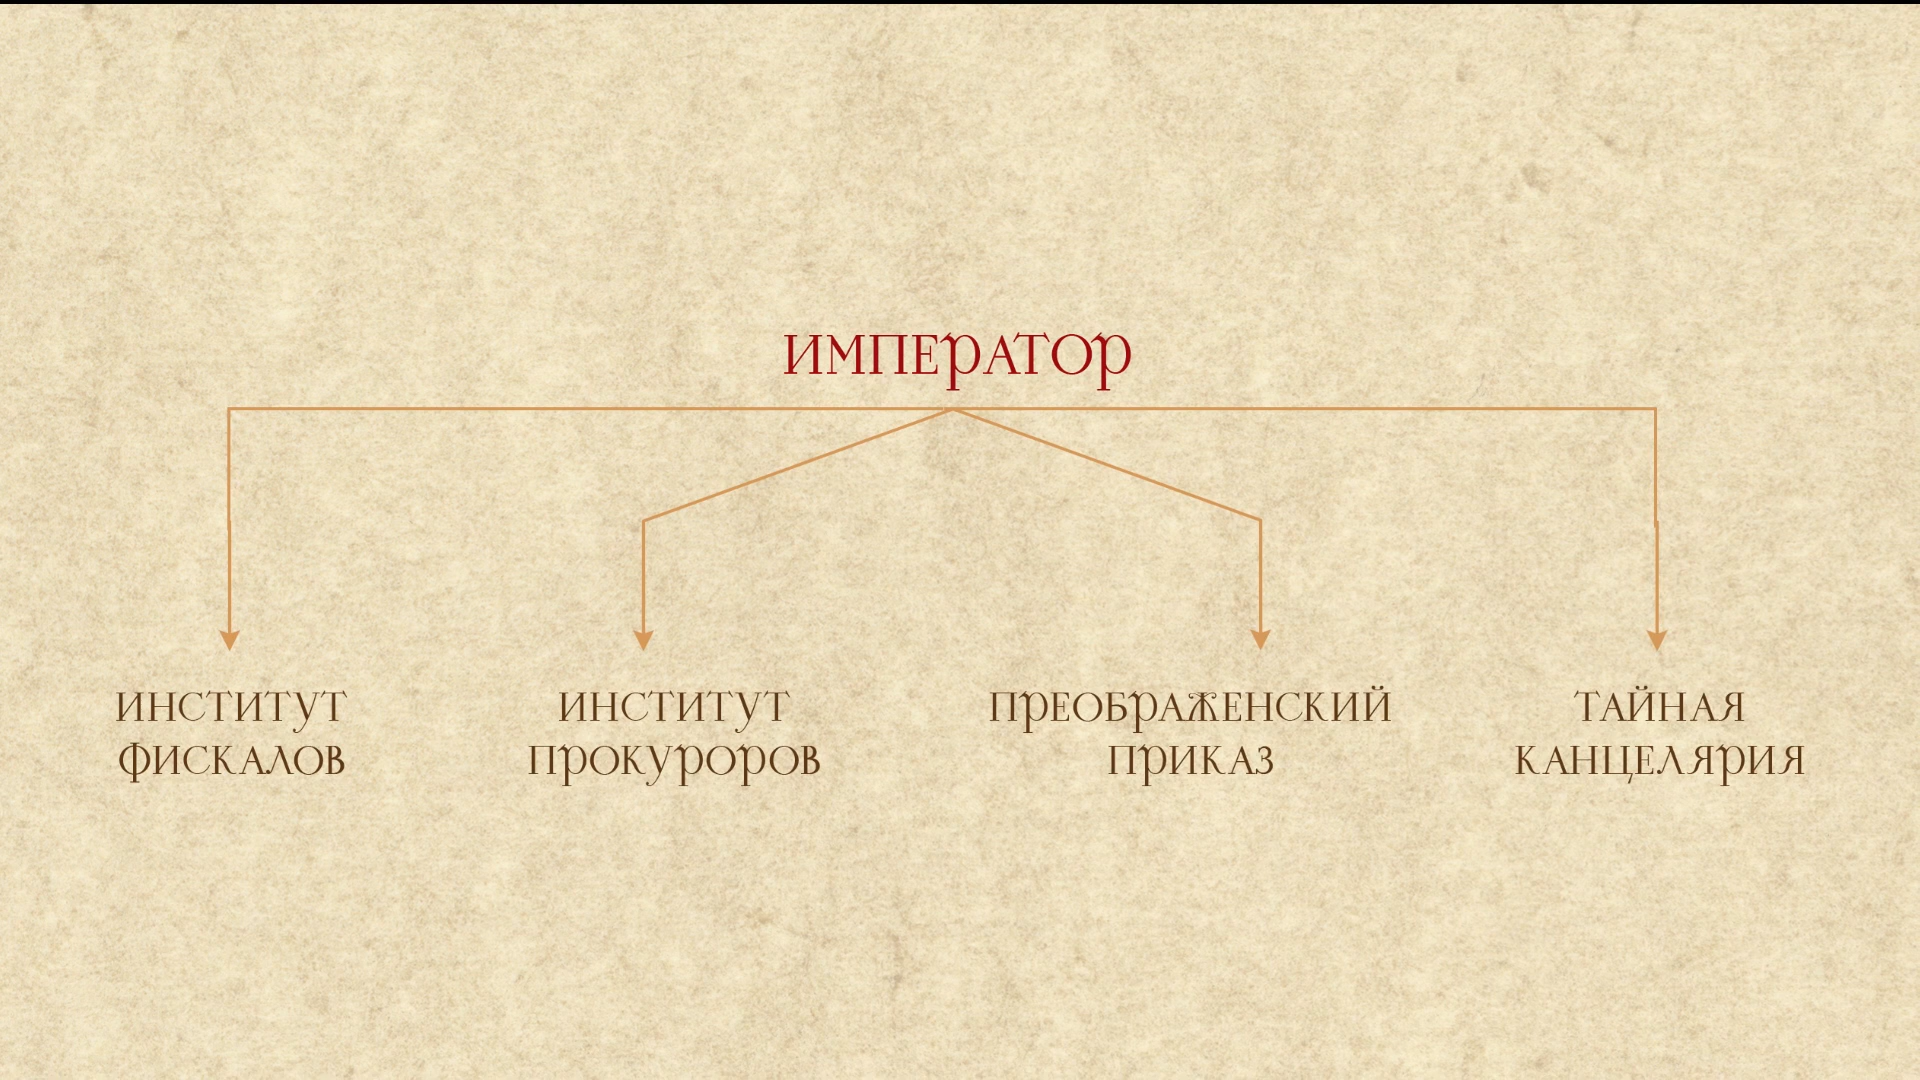 ИМПЕРАТОР
ИНСТИТУТ
ФИСКАЛОВ
ИНСТИТУТ
ПРОКУРОРОВ
ПРЕОБРАЖЕНСКИЙ
ПРИКАЗ
ТАЙНАЯ
КАНЦЕЛЯРИЯ